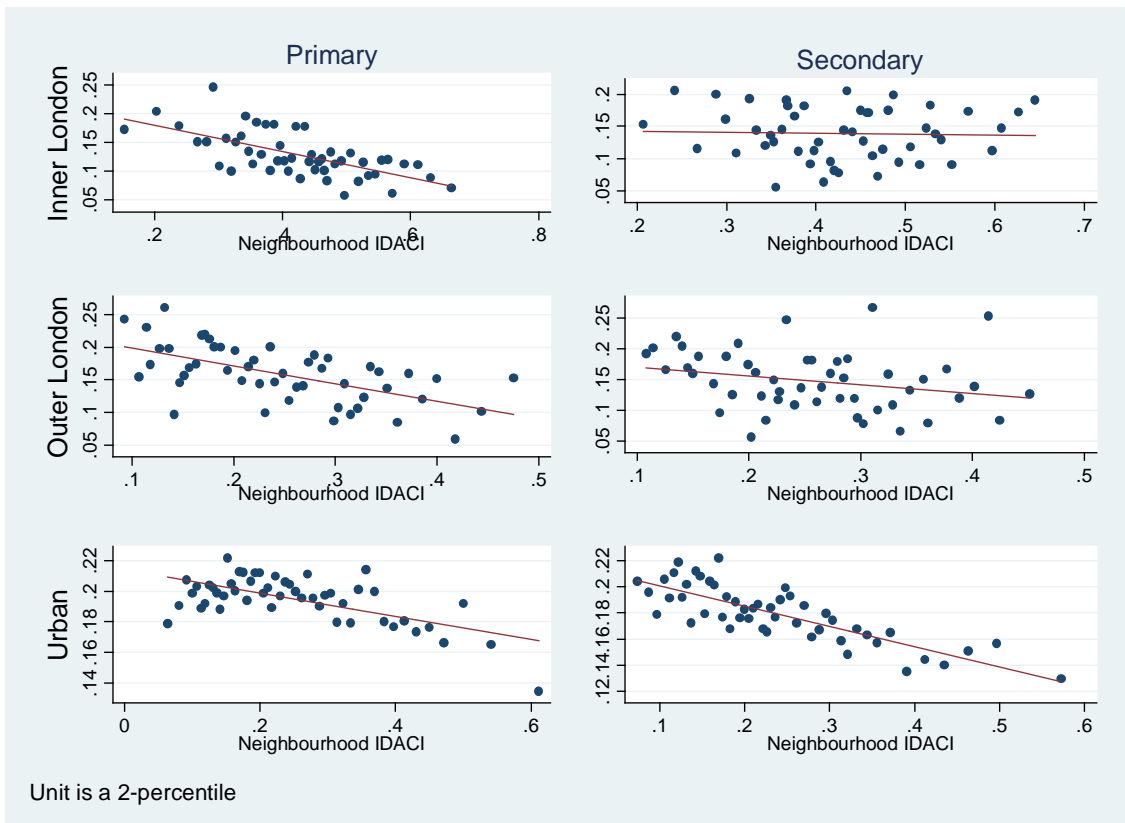 Primary
Secondary
Inner London
.05 .1 .15 .2 .25
.2 .4 .6 .8
Neighbourhood IDACI
.05 .1 .15 .2
.2 .3 .4 .5 .6 .7
Neighbourhood IDACI
Outer London
.05 .1 .15 .2 .25
.1 .2 .3 .4 .5
Neighbourhood IDACI
.05 .1 .15 .2 .25
.1 .2 .3 .4 .5
Neighbourhood IDACI
Urban
.14 .16 .18 .2 .22
0 .2 .4 .6
Neighbourhood IDACI
.12 .14 .16 .18 .2 .22
.1 .2 .3 .4 .5 .6
Neighbourhood IDACI
Unit is a 2-percentile